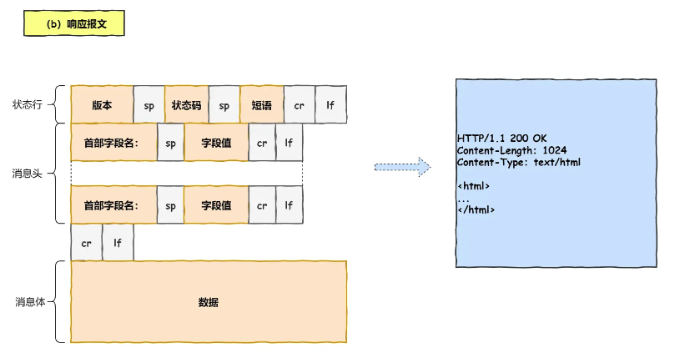 (b) 响应报文
状态行
版本 sp 状态码 sp 短语 cr lf
首部字段名: sp 字段值 cr lf
消息头
首部字段名: sp 字段值 cr lf
cr lf
消息体
数据
HTTP/1.1 200 OK
Content-Length: 1024
Content-Type: text/html
<html>
...
</html>